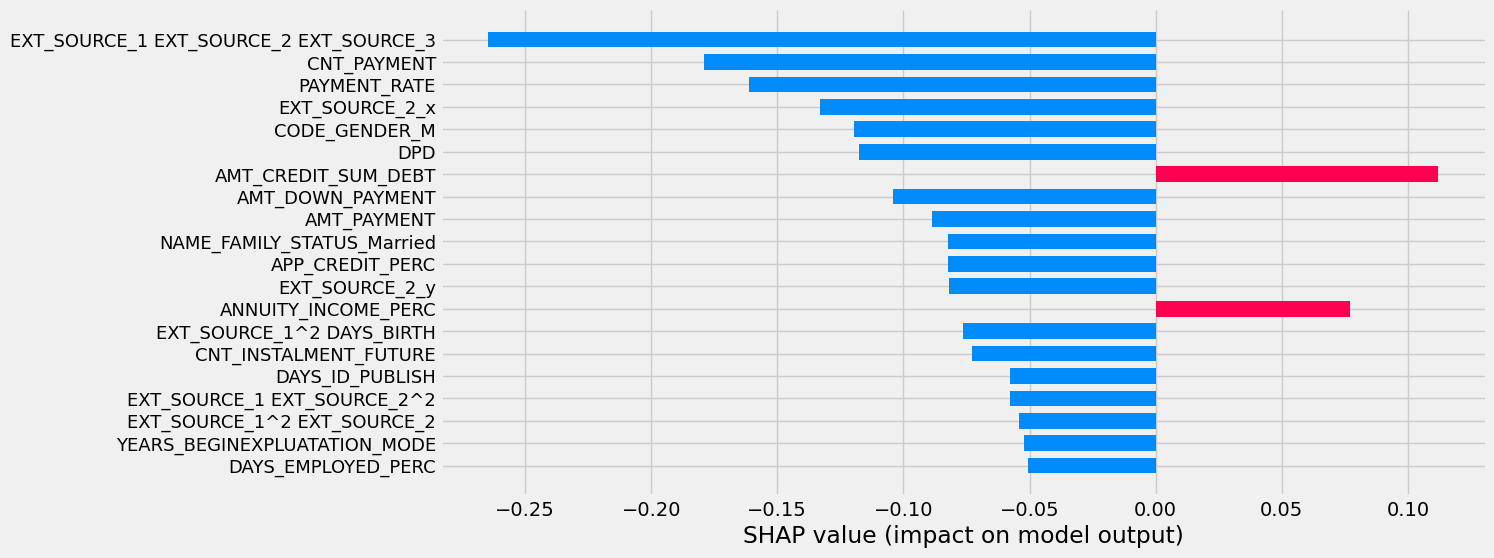 EXT_SOURCE_1 EXT_SOURCE_2 EXT_SOURCE_3
CNT_PAYMENT
PAYMENT_RATE
EXT_SOURCE_2_x
CODE_GENDER_M
DPD
AMT_CREDIT_SUM_DEBT
AMT_DOWN_PAYMENT
AMT_PAYMENT
NAME_FAMILY_STATUS_Married
APP_CREDIT_PERC
EXT_SOURCE_2_y
ANNUITY_INCOME_PERC
EXT_SOURCE_1^2 DAYS_BIRTH
CNT_INSTALMENT_FUTURE
DAYS_ID_PUBLISH
EXT_SOURCE_1 EXT_SOURCE_2^2
EXT_SOURCE_1^2 EXT_SOURCE_2
YEARS_BEGINEXPLUATATION_MODE
DAYS_EMPLOYED_PERC
−0.25 −0.20 −0.15 −0.10 −0.05 0.00 0.05 0.10
SHAP value (impact on model output)